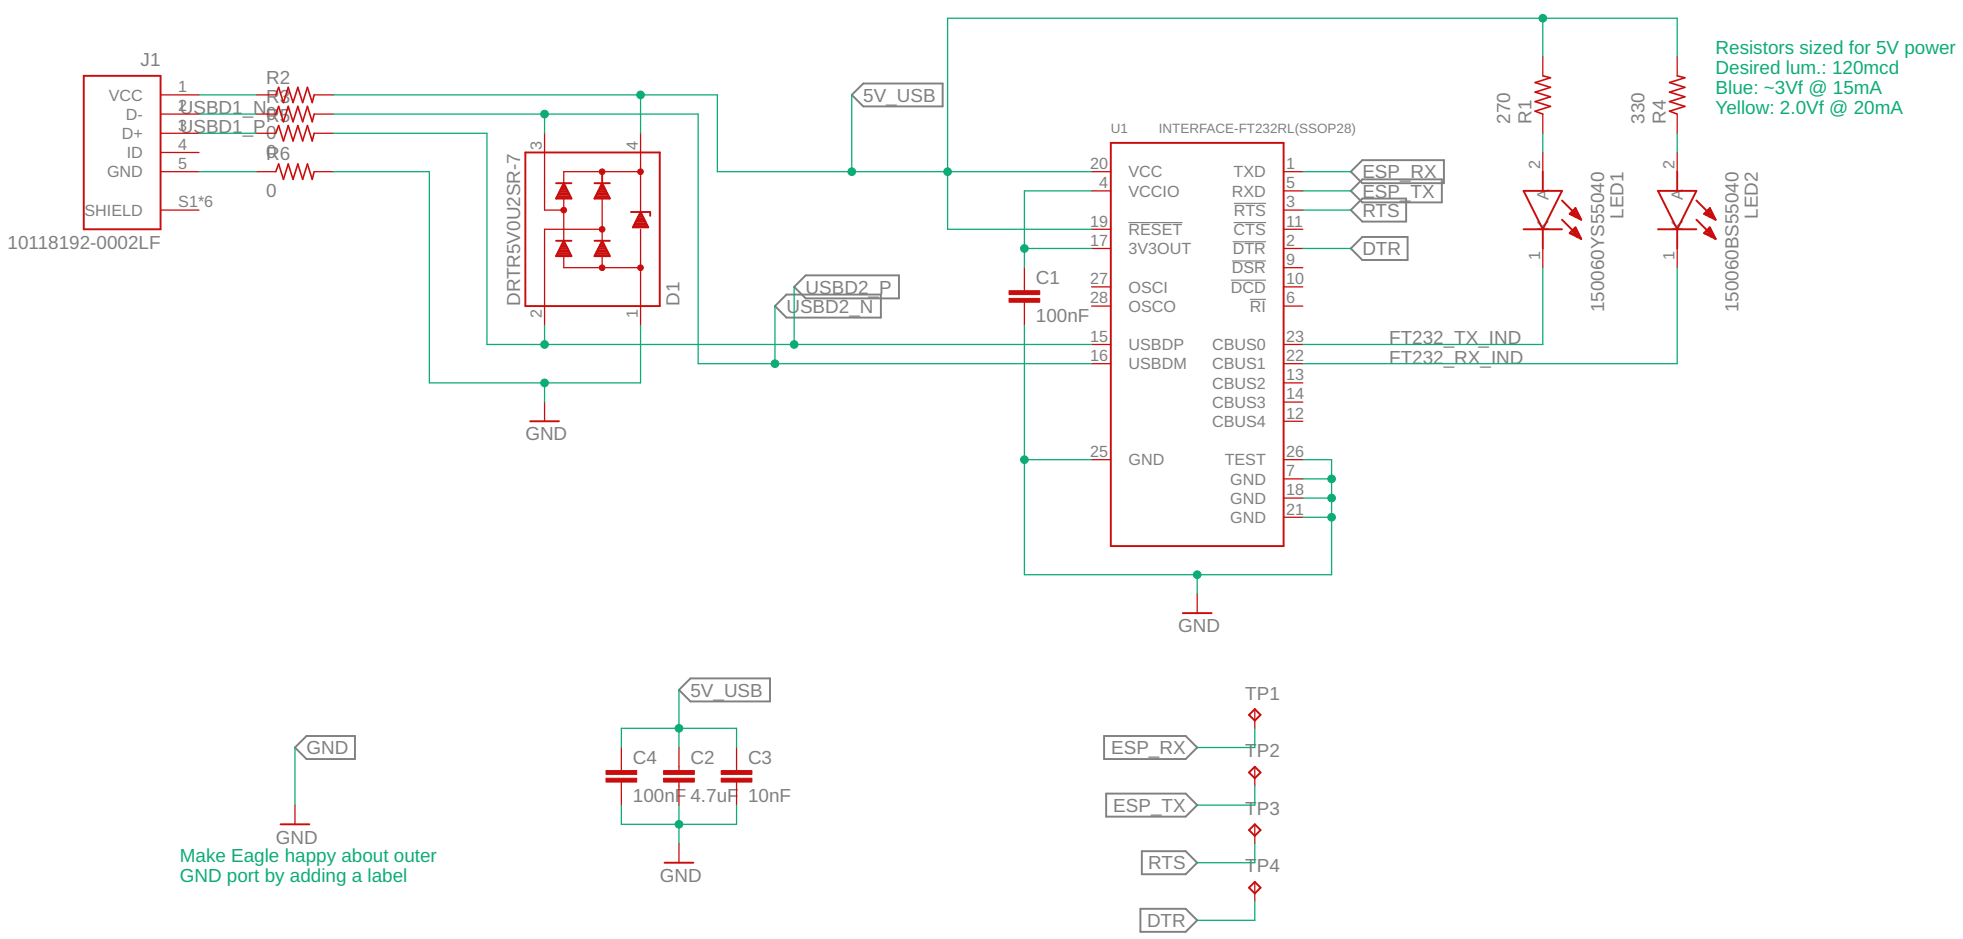 J1
VCC
D-
D+
ID
GND
SHIELD
1
2
3
4
5
S1*6
10118192-0002LF
USBD1_N
USBD1_P
R2
R3
R5
0
0
R6
0
DRTR5V0U2SR-7
D1
3
4
2
1
GND
5V_USB
USBD2_P
USBD2_N
C1
100nF
U1
INTERFACE-FT232RL(SSOP28)
20 VCC
4 VCCIO
19 RESET
17 3V3OUT
27 OSCI
28 OSCO
15 USBDP
16 USBDM
25 GND
TXD 1
RXD 5
RTS 3
CTS 11
DTR 2
DSR 9
DCD 10
RI 6
CBUS0 23
CBUS1 22
CBUS2 13
CBUS3 14
CBUS4 12
TEST 26
GND 7
GND 18
GND 21
ESP_RX
ESP_TX
RTS
DTR
FT232_TX_IND
FT232_RX_IND
GND
270
R1
330
R4
2
A
1
150060YS55040
LED1
2
A
1
150060BS55040
LED2
Resistors sized for 5V power
Desired lum.: 120mcd
Blue: ~3Vf @ 15mA
Yellow: 2.0Vf @ 20mA
GND
GND
Make Eagle happy about outer
GND port by adding a label
5V_USB
C4
100nF
C2
4.7uF
C3
10nF
GND
TP1
ESP_RX
TP2
ESP_TX
TP3
RTS
TP4
DTR